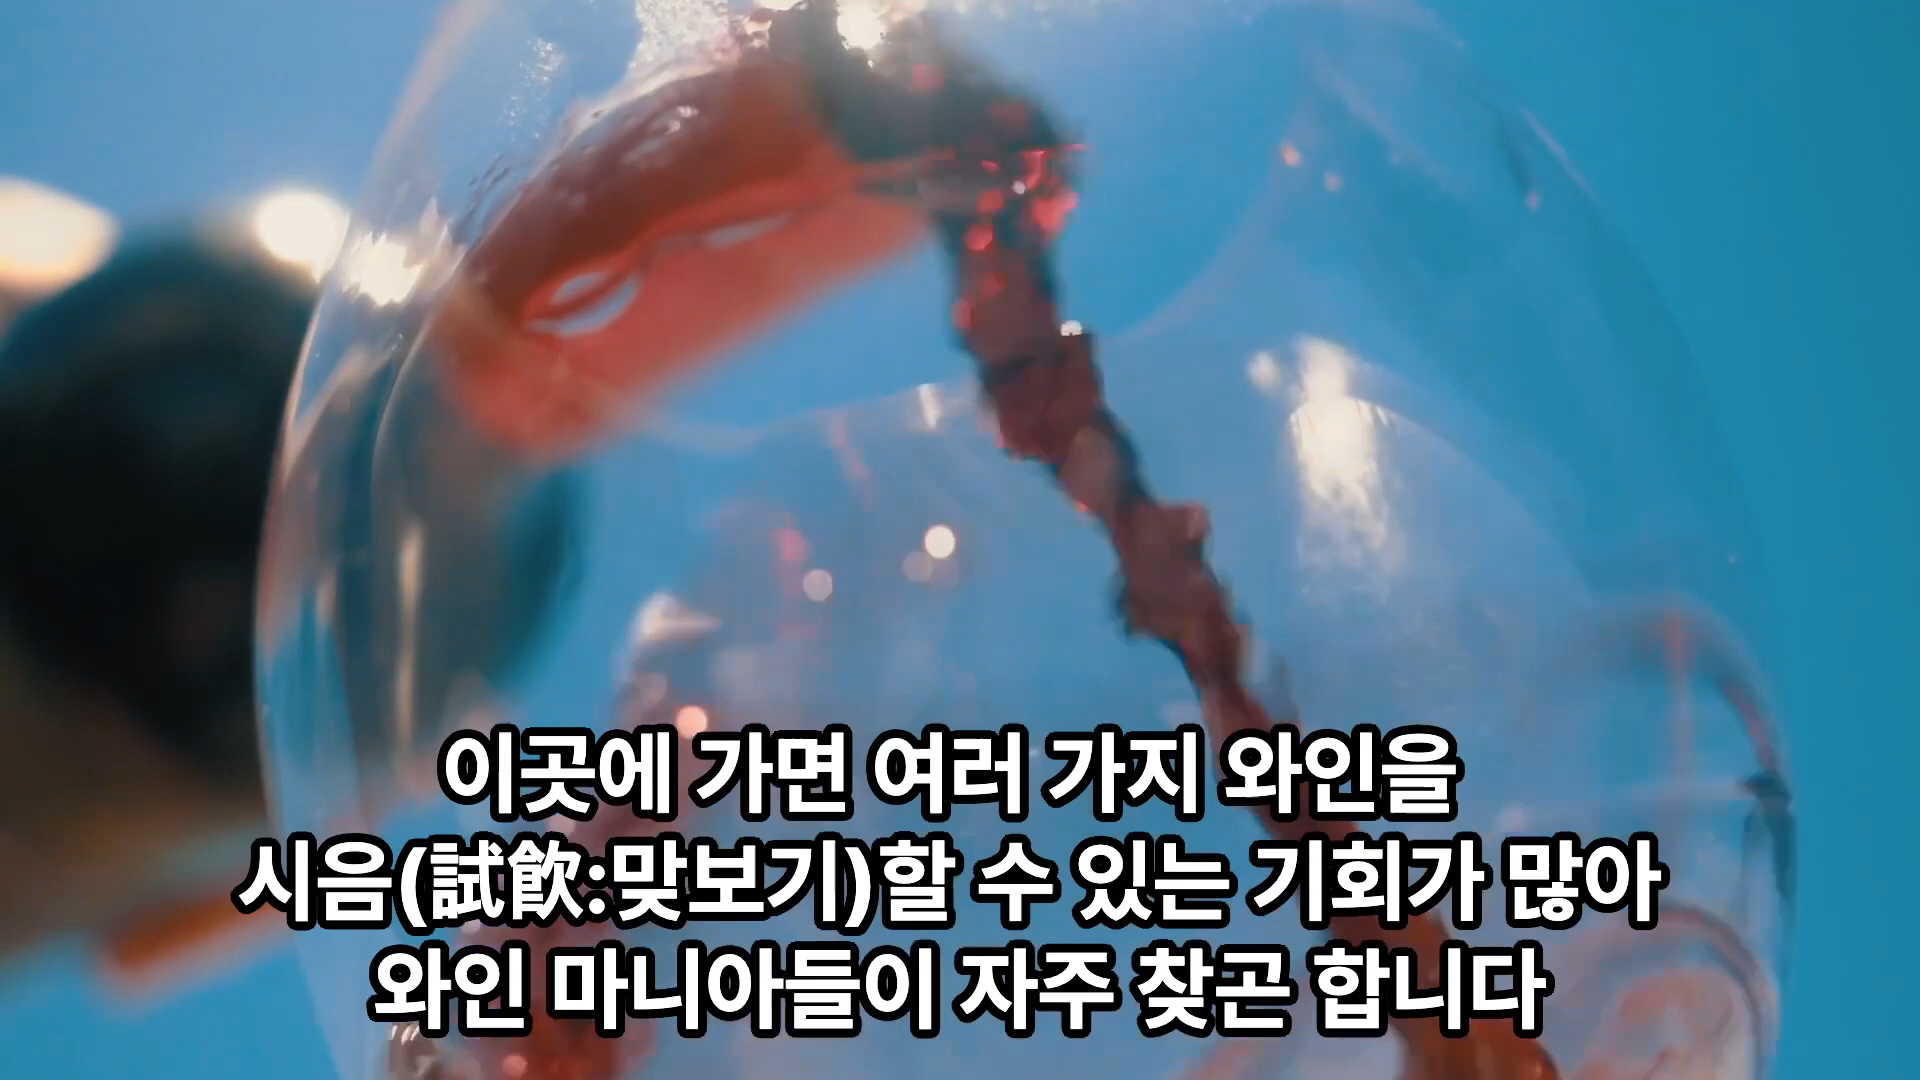 이곳에 가면 여러 가지 와인을
시음(試飮:맞보기)할 수 있는 기회가 많아
와인 마니아들이 자주 찾곤 합니다